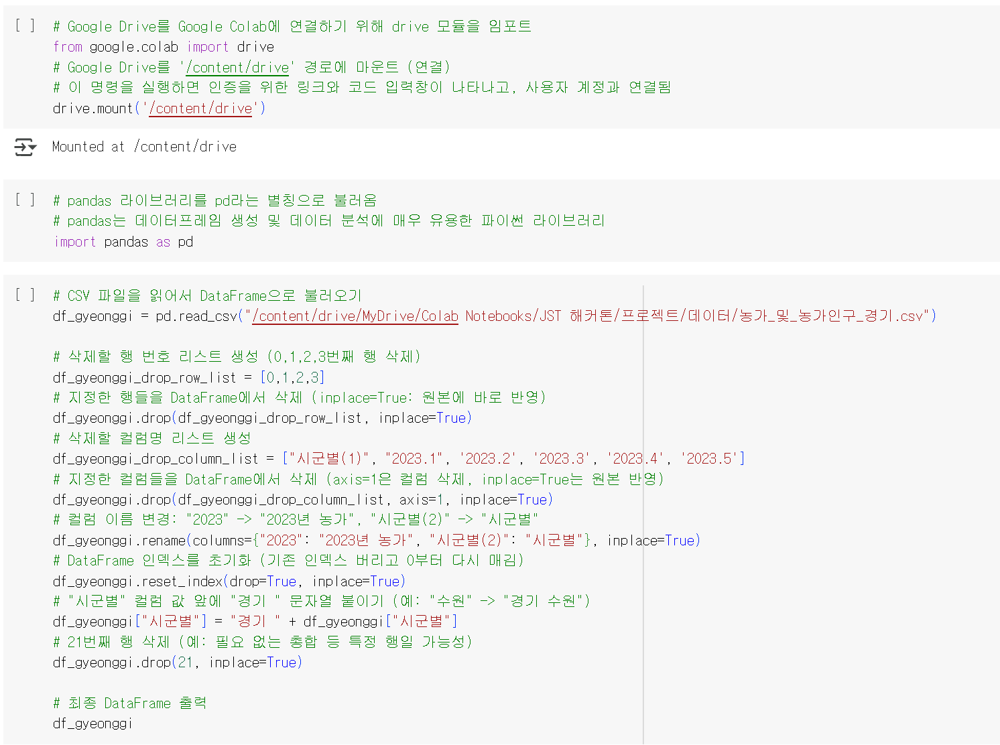 [ ] # Google Drive를 Google Colab에 연결하기 위해 drive 모듈을 임포트
from google.colab import drive
# Google Drive를 '/content/drive' 경로에 마운트 (연결)
# 이 명령을 실행하면 인증을 위한 링크와 코드 입력창이 나타나고, 사용자 계정과 연결됨
drive.mount('/content/drive')
Mounted at /content/drive
[ ] # pandas 라이브러리를 pd라는 별칭으로 불러옴
# pandas는 데이터프레임 생성 및 데이터 분석에 매우 유용한 파이썬 라이브러리
import pandas as pd
[ ] # CSV 파일을 읽어서 DataFrame으로 불러오기
df_gyeonggi = pd.read_csv("/content/drive/MyDrive/Colab Notebooks/JST 해커톤/프로젝트/데이터/농가_및_농가인구_경기.csv")
# 삭제할 행 번호 리스트 생성 (0,1,2,3번째 행 삭제)
df_gyeonggi_drop_row_list = [0,1,2,3]
# 지정한 행들을 DataFrame에서 삭제 (inplace=True: 원본에 바로 반영)
df_gyeonggi.drop(df_gyeonggi_drop_row_list, inplace=True)
# 삭제할 컬럼명 리스트 생성
df_gyeonggi_drop_column_list = ["시군별(1)", "2023.1", '2023.2', '2023.3', '2023.4', '2023.5']
# 지정한 컬럼들을 DataFrame에서 삭제 (axis=1은 컬럼 삭제, inplace=True는 원본 반영)
df_gyeonggi.drop(df_gyeonggi_drop_column_list, axis=1, inplace=True)
# 컬럼 이름 변경: "2023" -> "2023년 농가", "시군별(2)" -> "시군별"
df_gyeonggi.rename(columns={"2023": "2023년 농가", "시군별(2)": "시군별"}, inplace=True)
# DataFrame 인덱스를 초기화 (기존 인덱스 버리고 0부터 다시 매김)
df_gyeonggi.reset_index(drop=True, inplace=True)
# "시군별" 컬럼 값 앞에 "경기 " 문자열 붙이기 (예: "수원" -> "경기 수원")
df_gyeonggi["시군별"] = "경기 " + df_gyeonggi["시군별"]
# 21번째 행 삭제 (예: 필요 없는 총합 등 특정 행일 가능성)
df_gyeonggi.drop(21, inplace=True)
# 최종 DataFrame 출력
df_gyeonggi